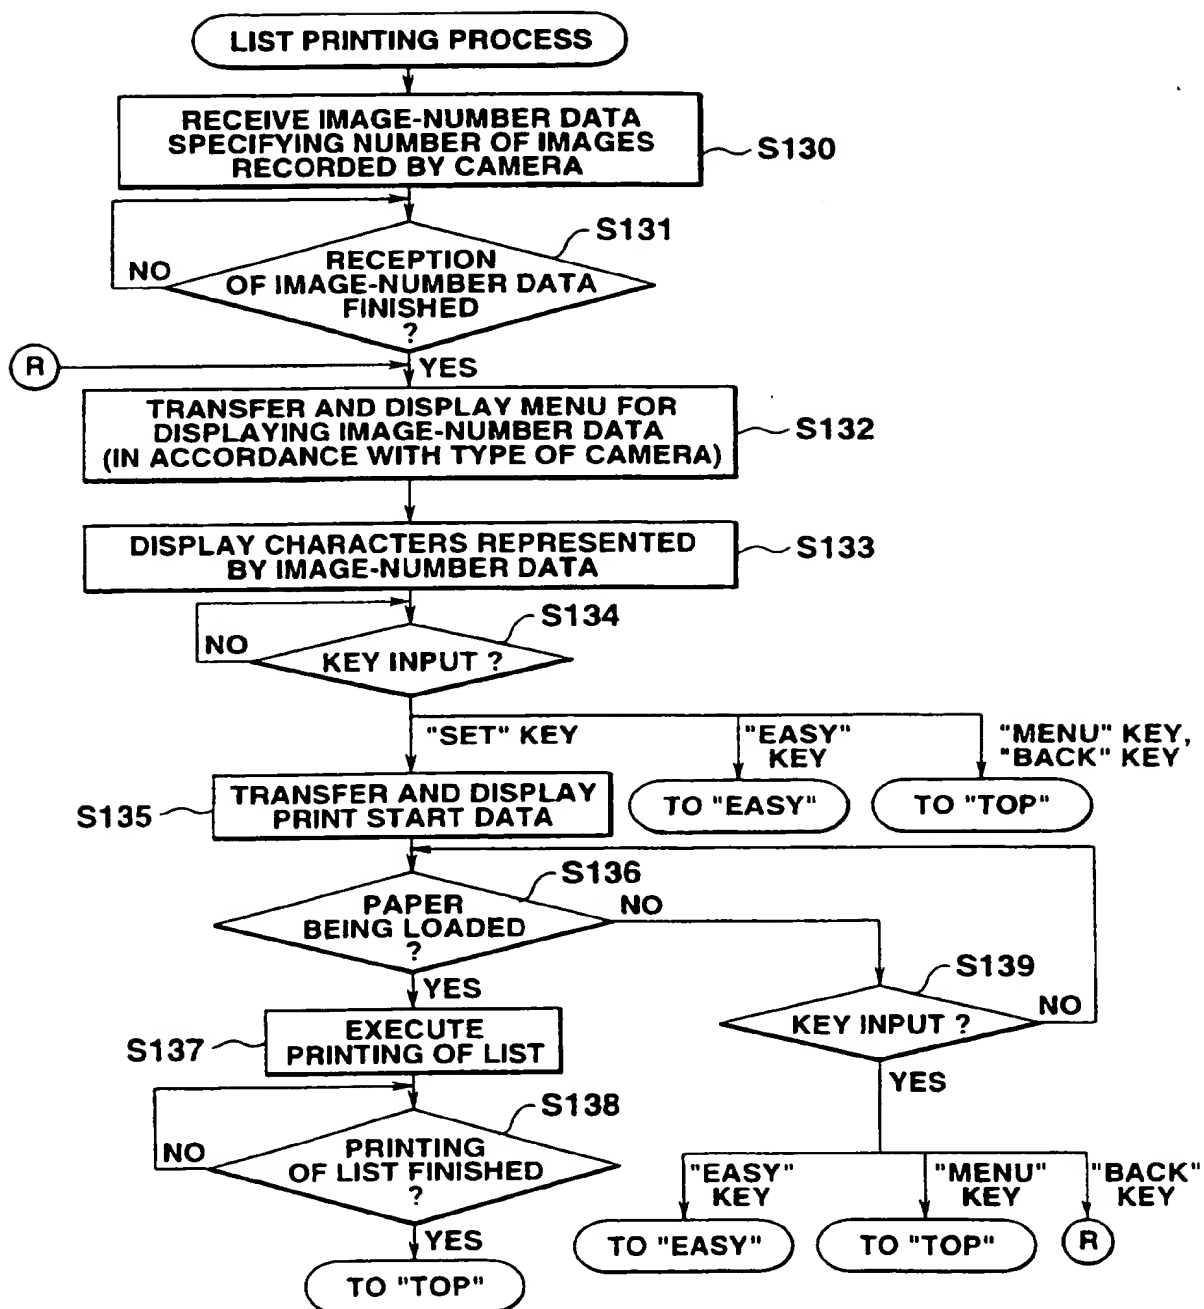 LIST PRINTING PROCESS
RECEIVE IMAGE-NUMBER DATA
SPECIFYING NUMBER OF IMAGES
RECORDED BY CAMERA
S130
S131
NO
RECEPTION
OF IMAGE-NUMBER DATA
FINISHED
?
R
YES
TRANSFER AND DISPLAY MENU FOR
DISPLAYING IMAGE-NUMBER DATA
(IN ACCORDANCE WITH TYPE OF CAMERA)
S132
DISPLAY CHARACTERS REPRESENTED
BY IMAGE-NUMBER DATA
S133
S134
NO
KEY INPUT ?
"SET" KEY
"EASY"
KEY
"MENU" KEY,
"BACK" KEY
S135
TRANSFER AND DISPLAY
PRINT START DATA
TO "EASY"
TO "TOP"
S136
PAPER
BEING LOADED
?
NO
YES
S139
KEY INPUT ?
NO
YES
S137
EXECUTE
PRINTING OF LIST
S138
NO
PRINTING
OF LIST FINISHED
?
YES
TO "TOP"
"EASY"
KEY
"MENU"
KEY
"BACK"
KEY
TO "EASY"
TO "TOP"
R